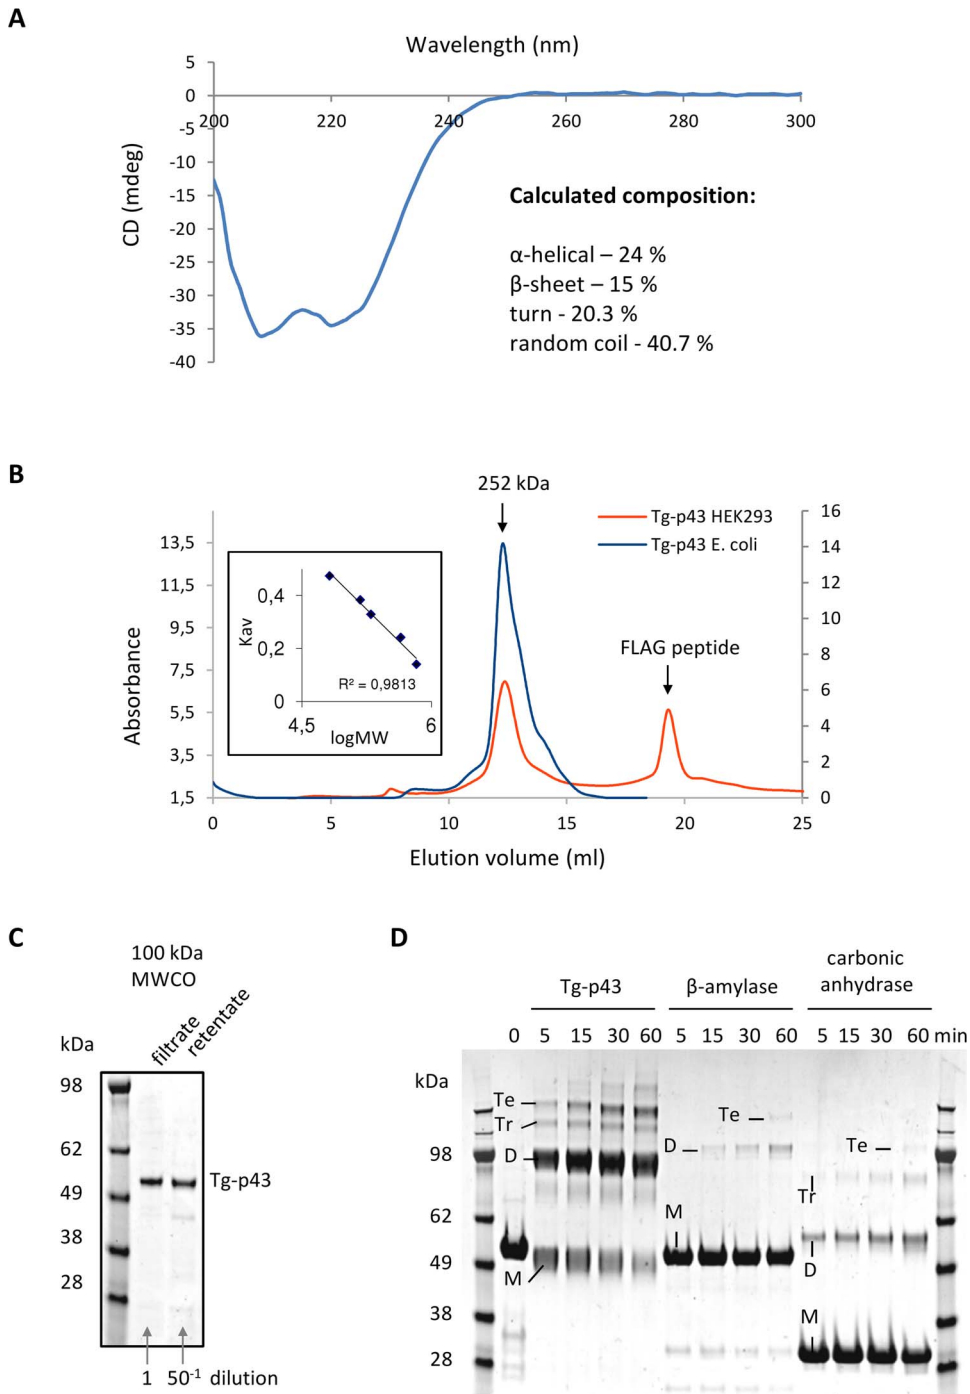 A
Wavelength (nm)
5
0
-5
-10
-15
-20
-25
-30
-35
-40
CD (mdeg)
200 220 240 260 280 300
Calculated composition:
α-helical – 24 %
β-sheet – 15 %
turn - 20.3 %
random coil - 40.7 %
B
252 kDa
Tg-p43 HEK293
Tg-p43 E. coli
FLAG peptide
Absorbance
13,5
11,5
9,5
7,5
5,5
3,5
1,5
16
14
12
10
8
6
4
2
0
Kav
0,4
0,2
0
R² = 0,9813
4,5 6
logMW
0 5 10 15 20 25
Elution volume (ml)
C
100 kDa
MWCO
filtrate
retentate
kDa
98
62
49
38
28
Tg-p43
1 50⁻¹ dilution
D
Tg-p43 β-amylase carbonic
anhydrase
0 5 15 30 60 5 15 30 60 5 15 30 60 min
kDa
98
62
49
38
28
Te
Tr
D
M
Te
D
M
Te
Tr
D
M